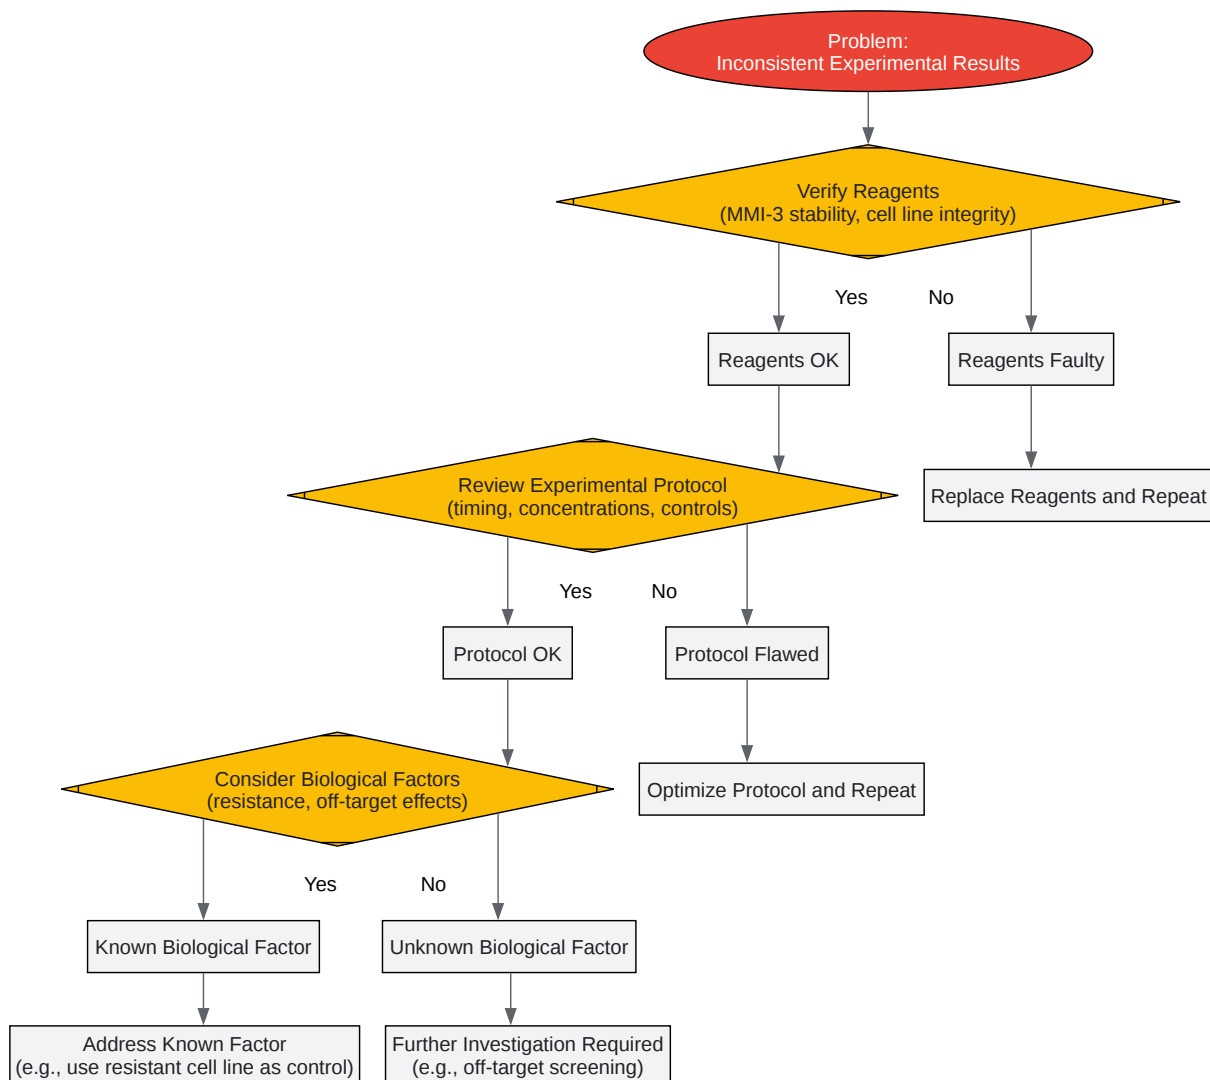 Problem:
Inconsistent Experimental Results
Verify Reagents
(MMI-3 stability, cell line integrity)
Yes
No
Reagents OK
Reagents Faulty
Review Experimental Protocol
(timing, concentrations, controls)
Replace Reagents and Repeat
Yes
No
Protocol OK
Protocol Flawed
Consider Biological Factors
(resistance, off-target effects)
Optimize Protocol and Repeat
Yes
No
Known Biological Factor
Unknown Biological Factor
Address Known Factor
(e.g., use resistant cell line as control)
Further Investigation Required
(e.g., off-target screening)